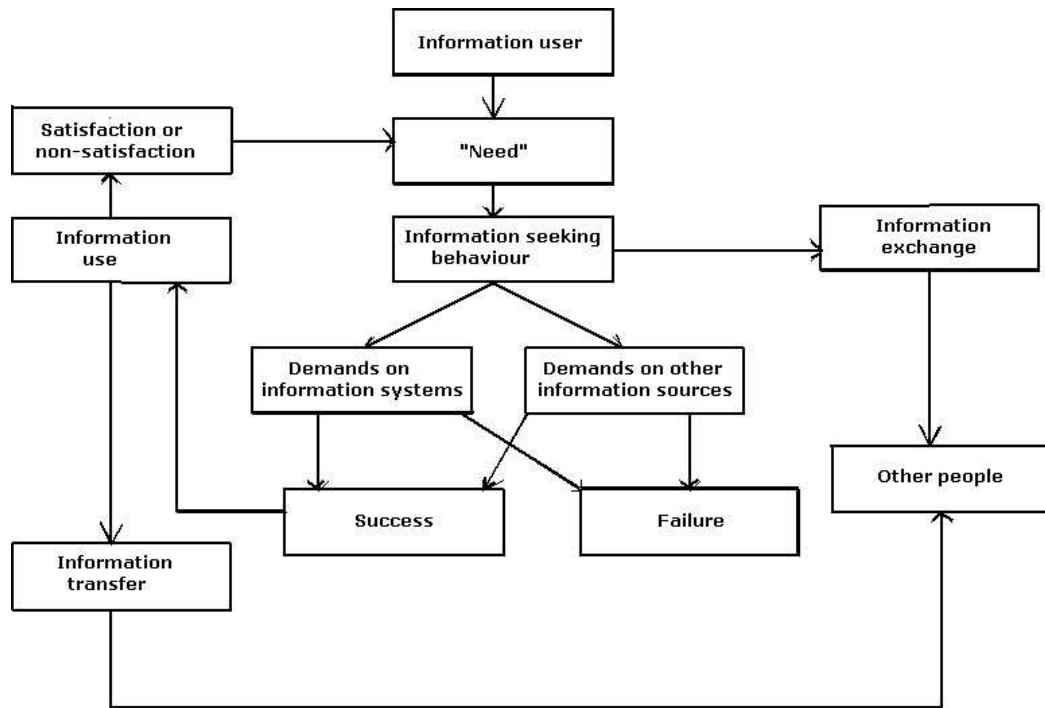 Information user
Satisfaction or
non-satisfaction
"Need"
Information
use
Information seeking
behaviour
Information
exchange
Demands on
information systems
Demands on other
information sources
Other people
Success
Failure
Information
transfer